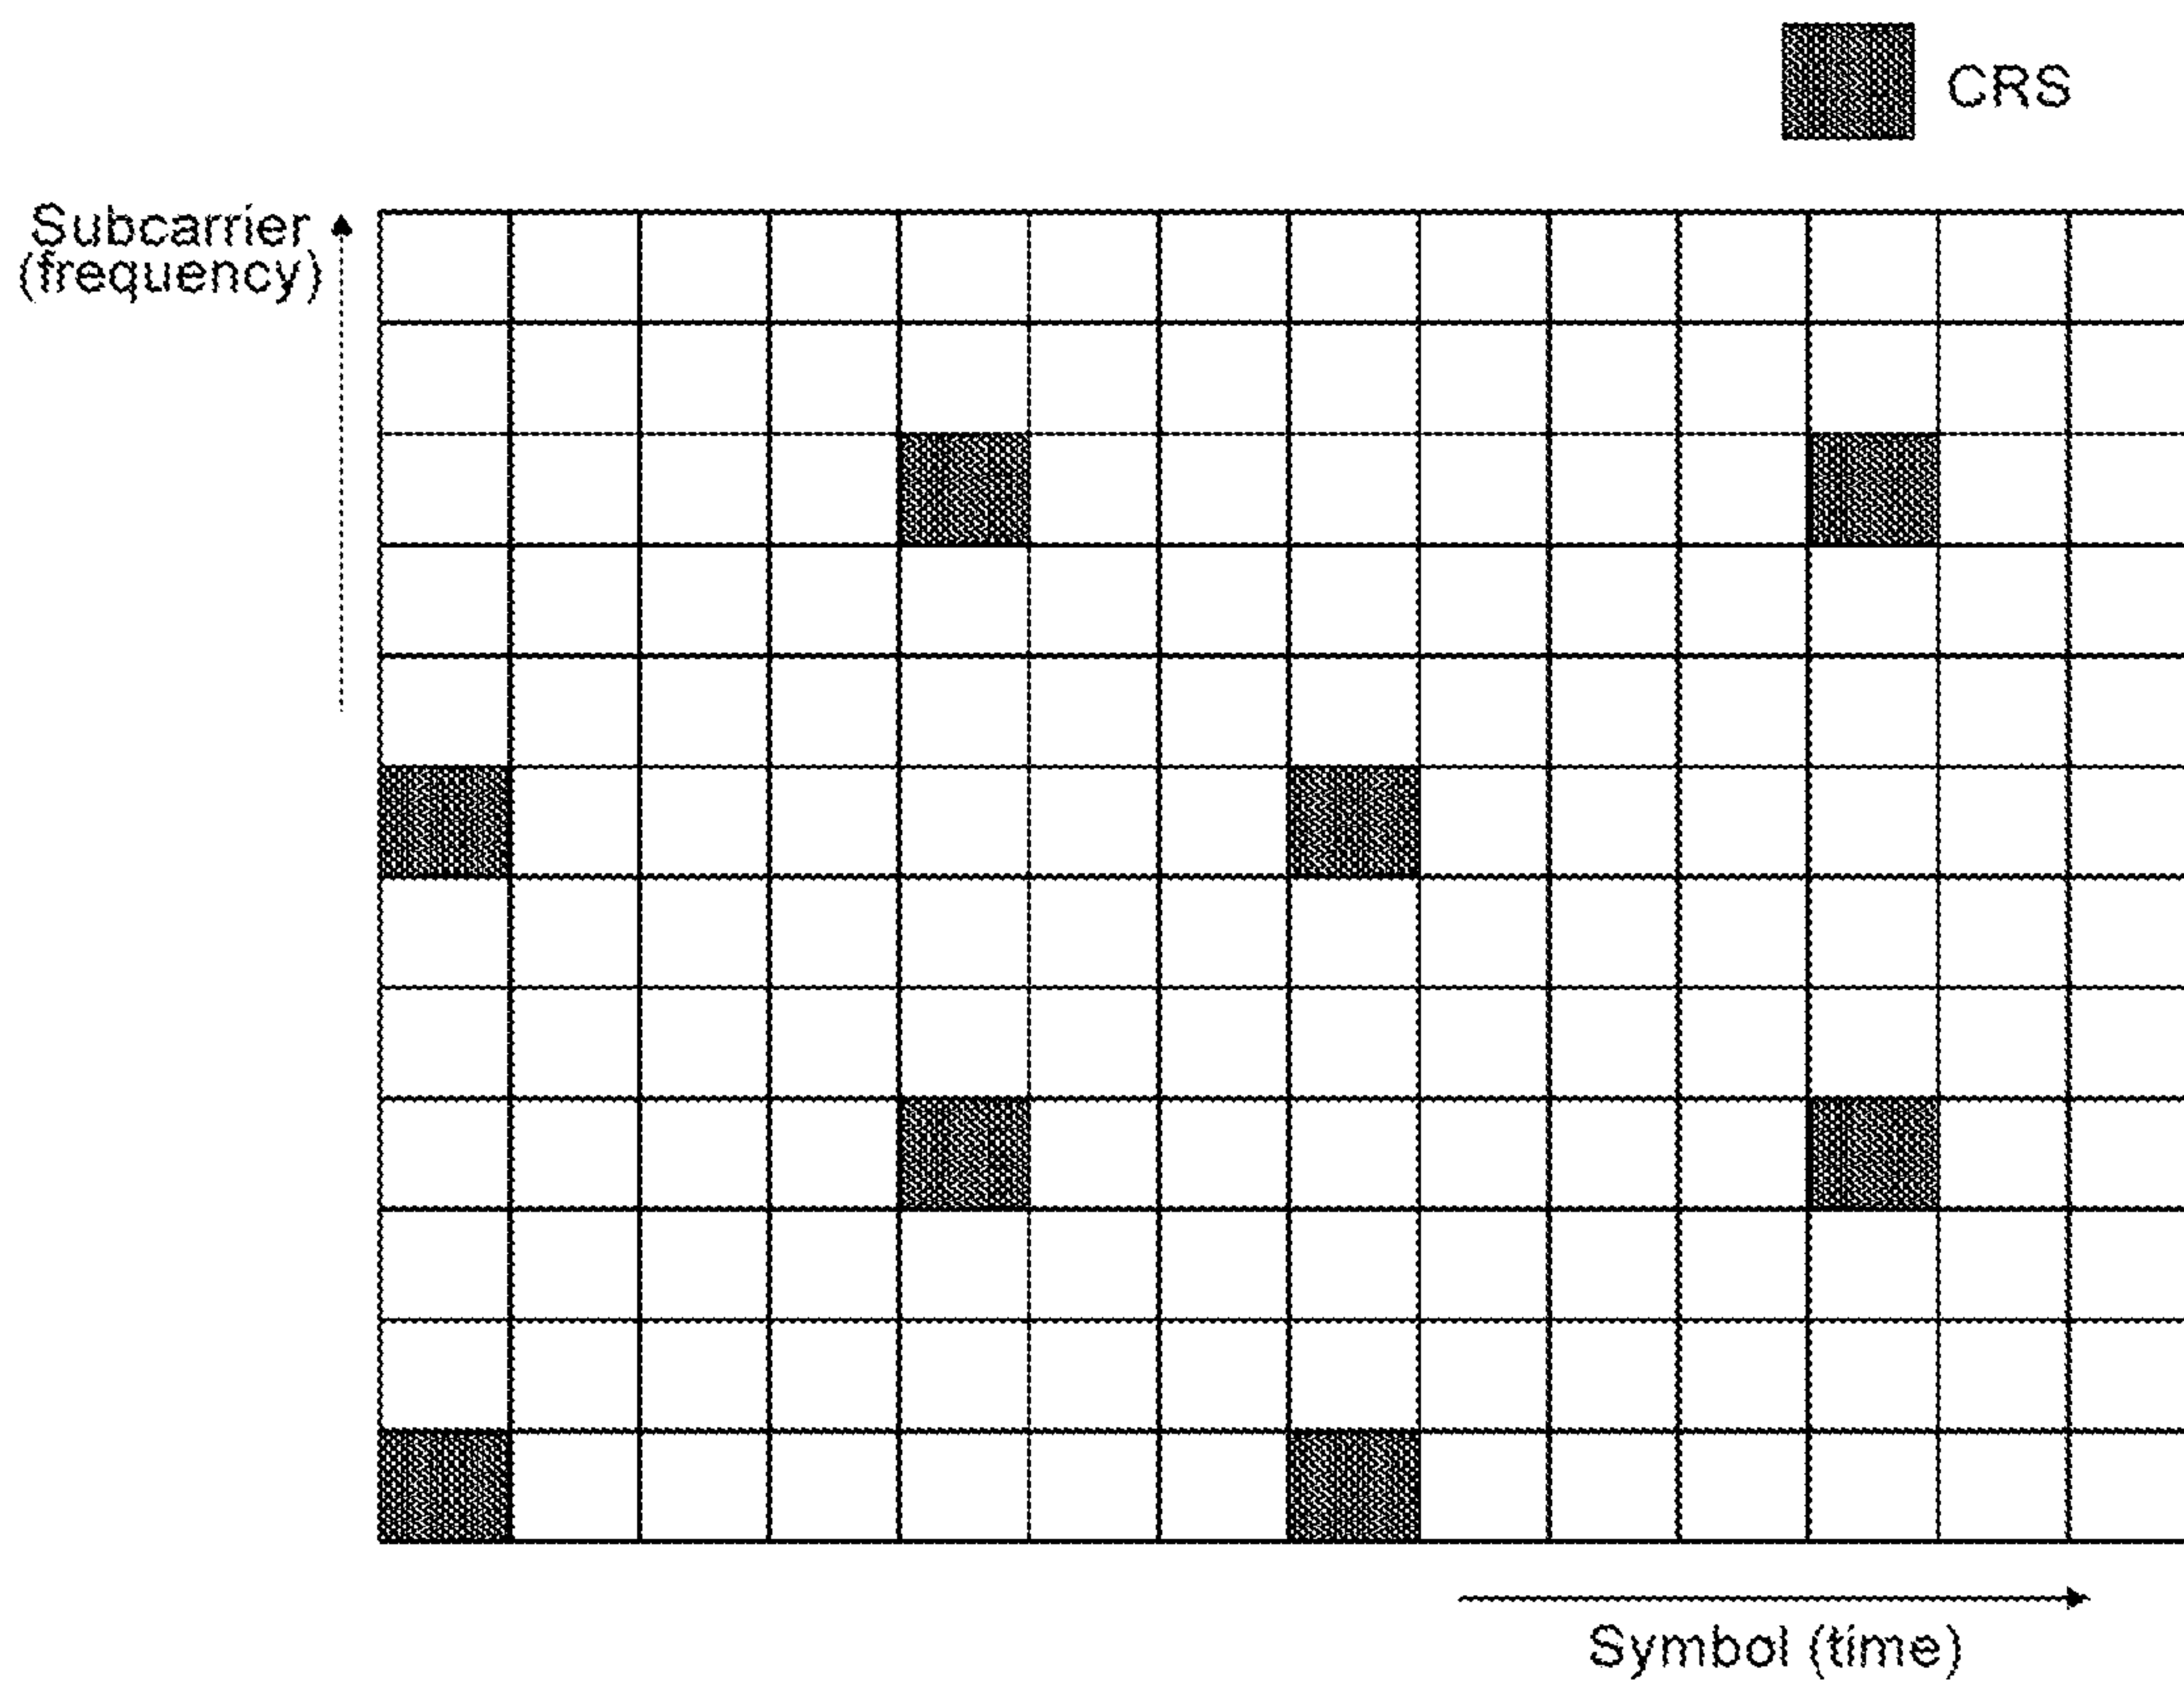 CRS
Subcarrier
(frequency)
Symbol (time)